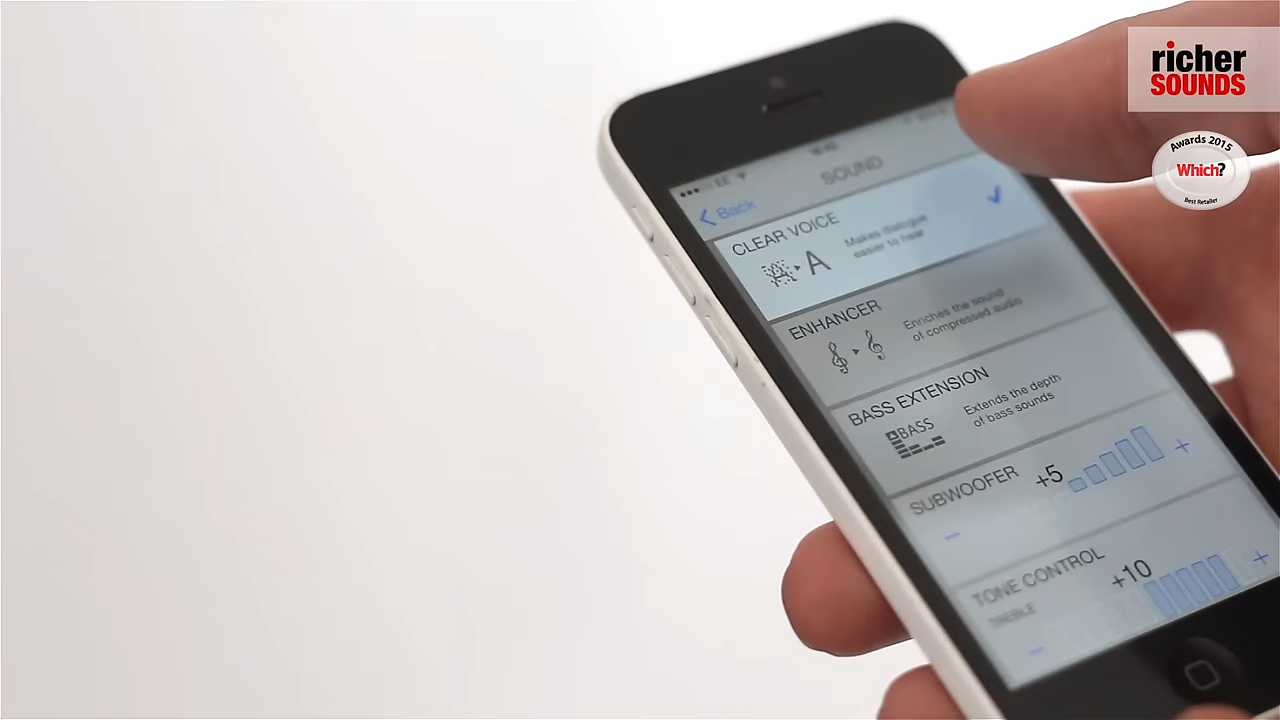 richer
SOUNDS
Awards 2015
Which?
Best Retailer
EE
SOUND
Back
CLEAR VOICE
A
Makes dialogue
easier to hear
ENHANCER
Enriches the sound
of compressed audio
BASS EXTENSION
BASS
Extends the depth
of bass sounds
SUBWOOFER
+5
- +
TONE CONTROL
TREBLE
+10
- +